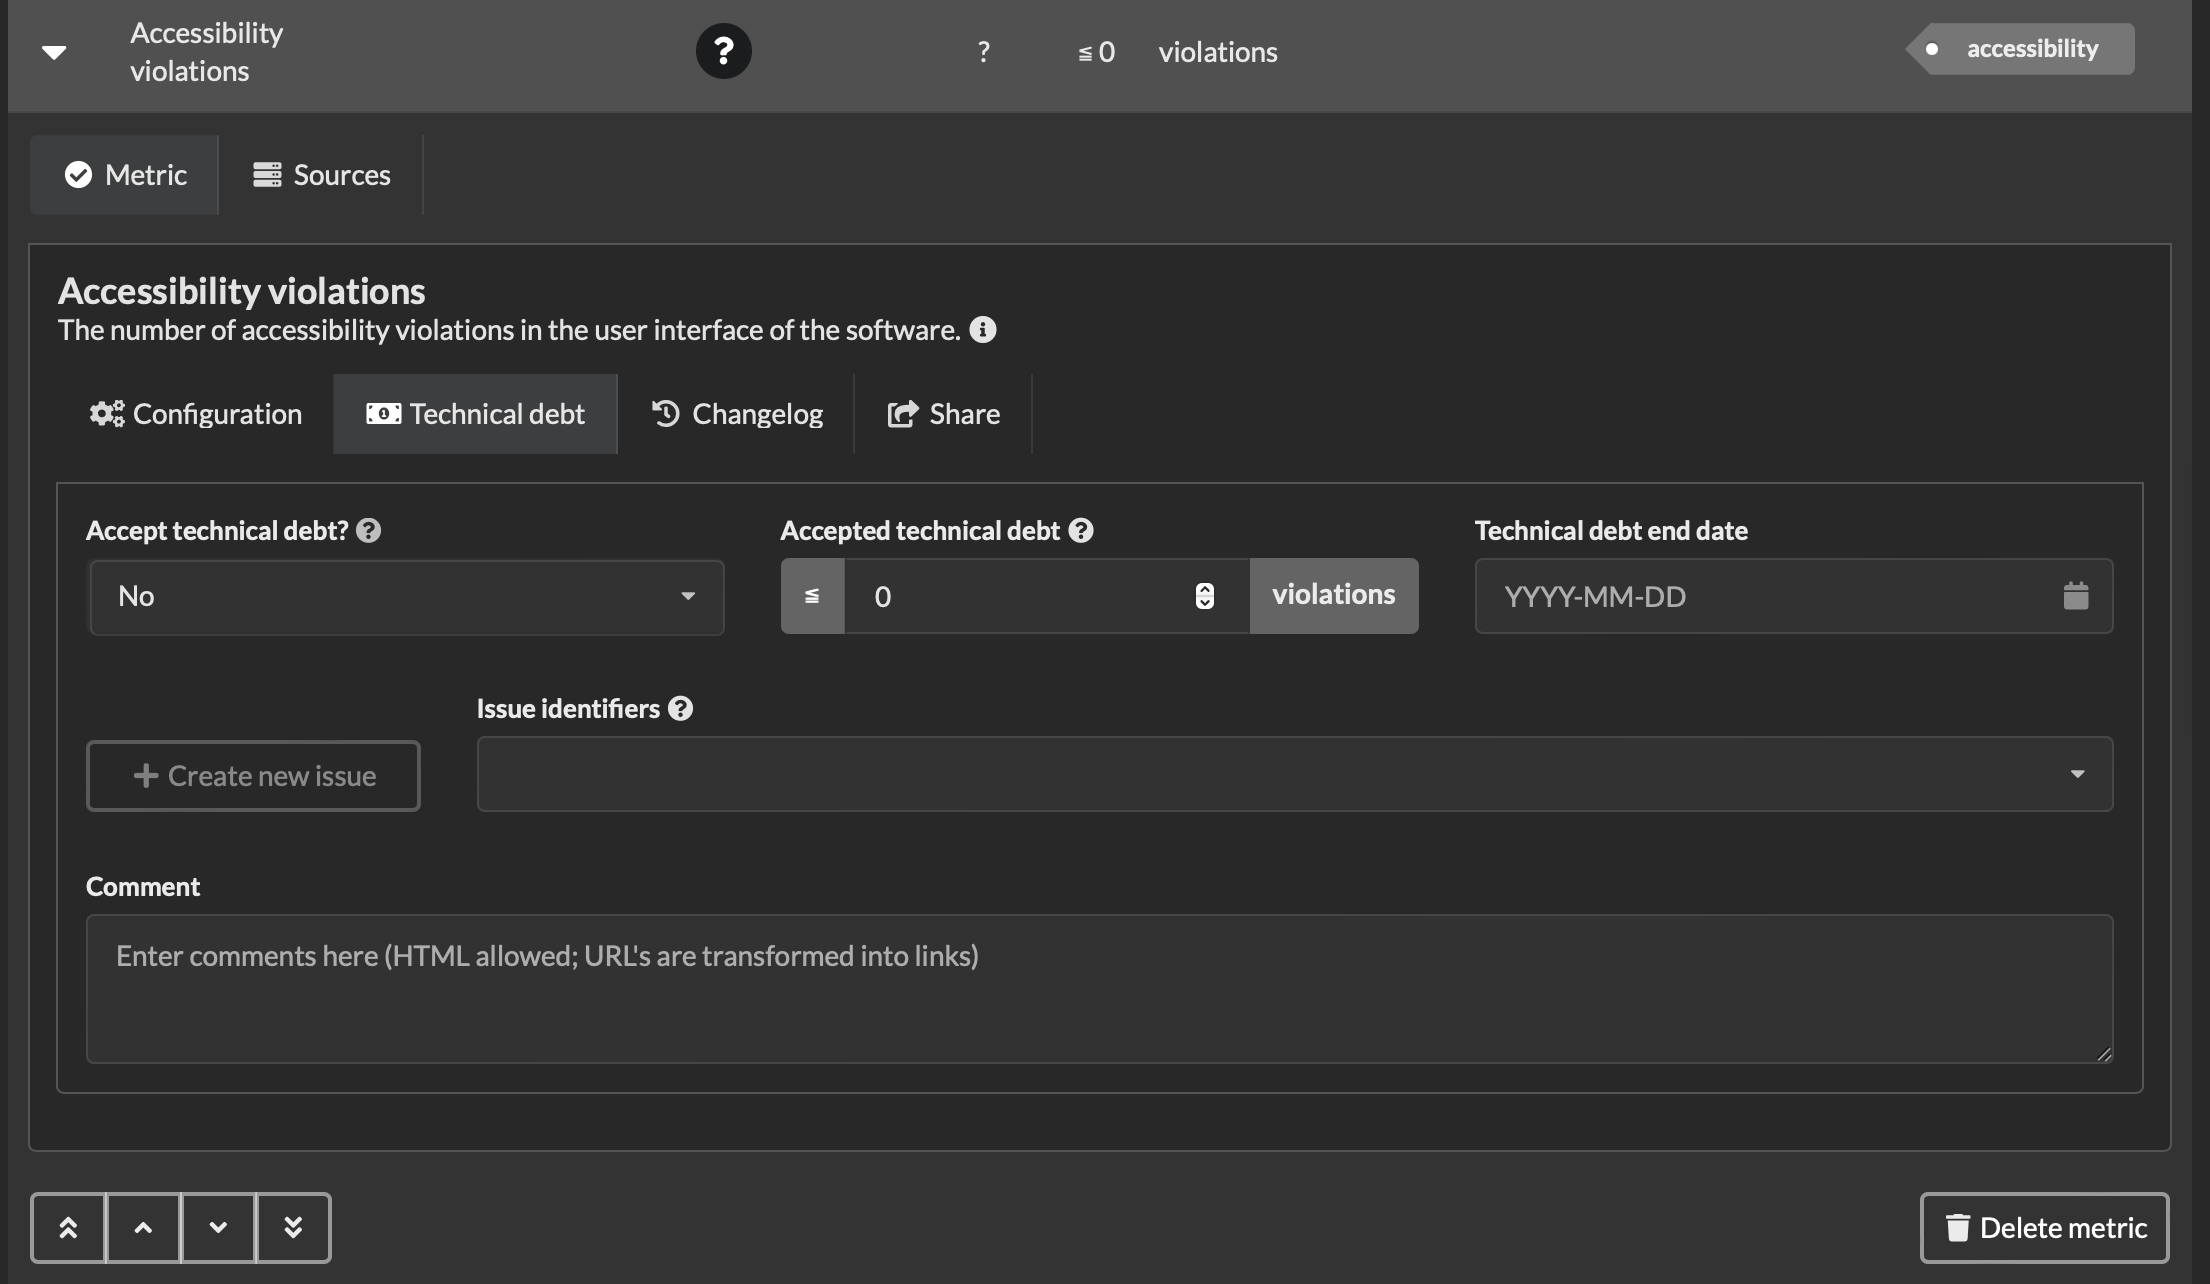 Accessibility
violations
?
?
≦ 0
violations
accessibility
Metric
Sources
Accessibility violations
The number of accessibility violations in the user interface of the software.
Configuration
Technical debt
Changelog
Share
Accept technical debt?
Accepted technical debt
Technical debt end date
No
≦
0
violations
YYYY-MM-DD
Issue identifiers
Create new issue
Comment
Enter comments here (HTML allowed; URL's are transformed into links)
Delete metric